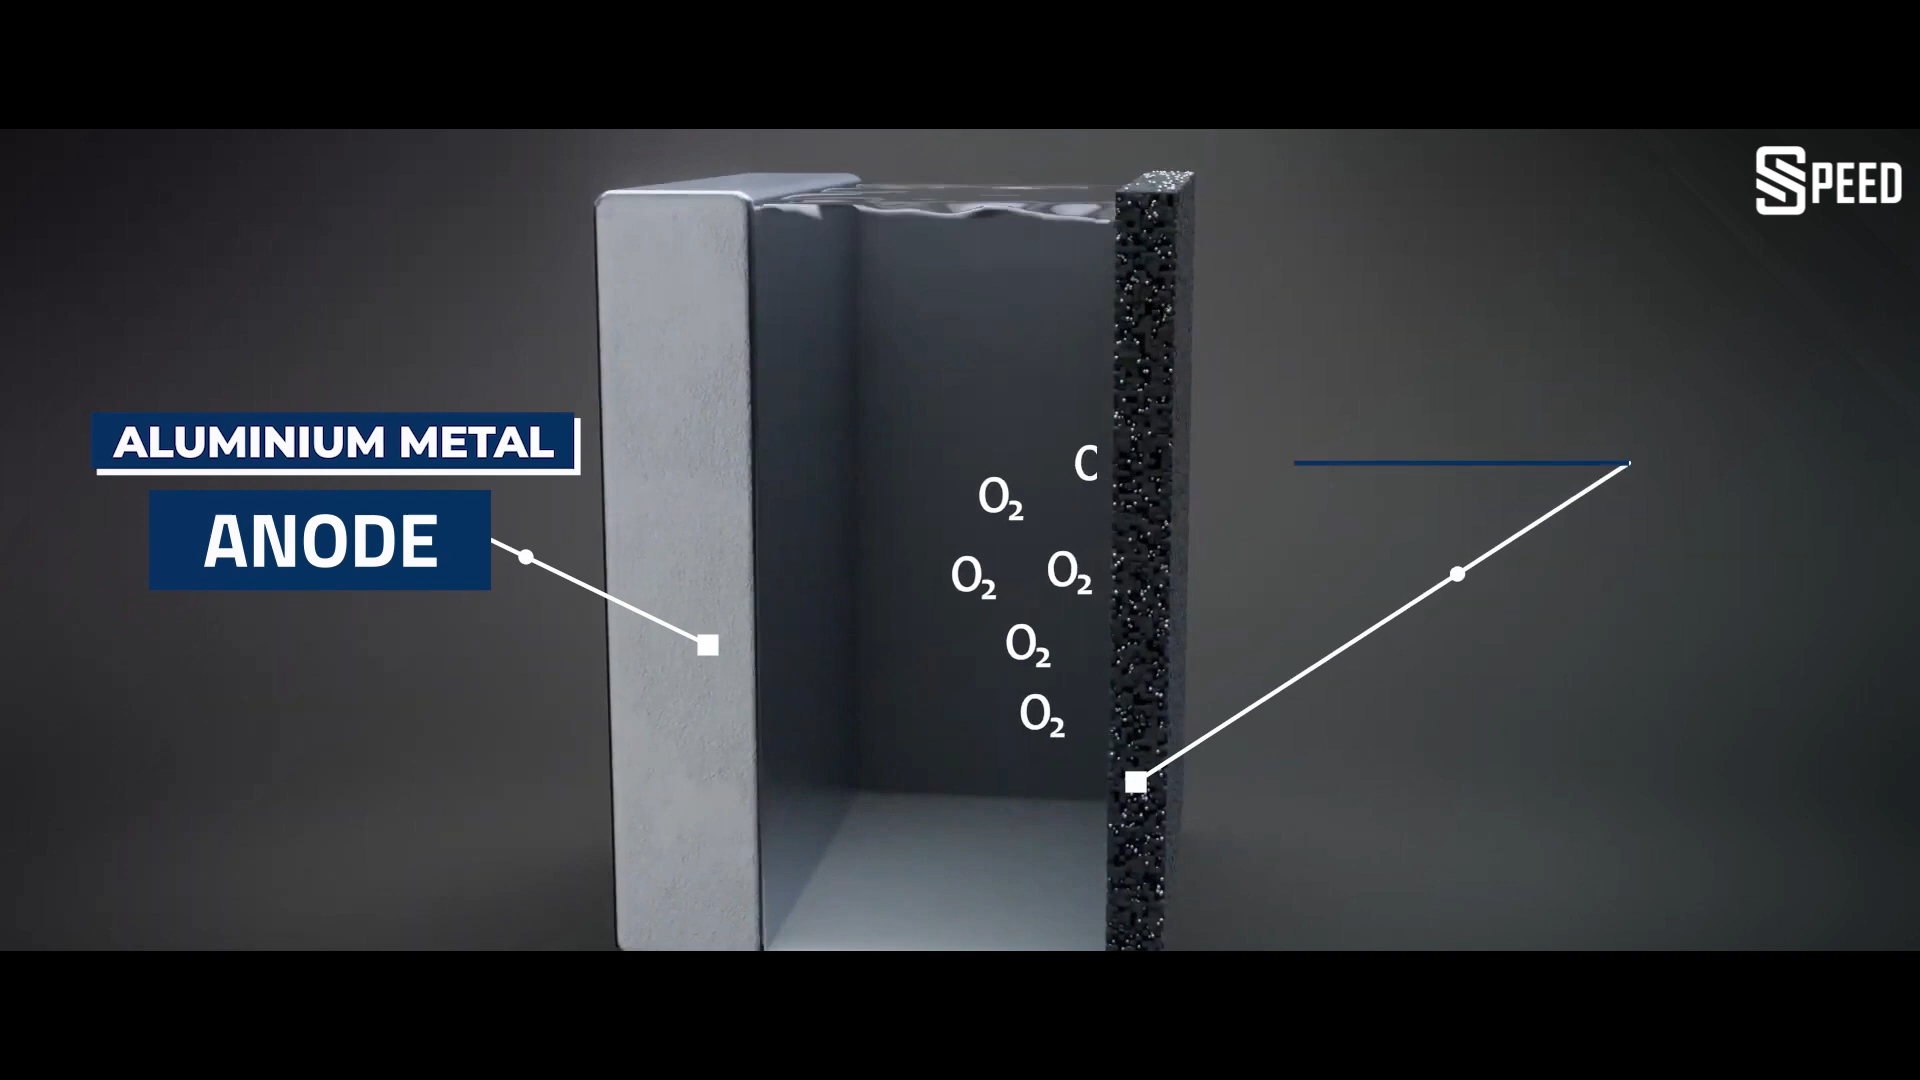 SPEED
ALUMINIUM METAL
ANODE
O₂
O₂
O₂
O₂
O₂